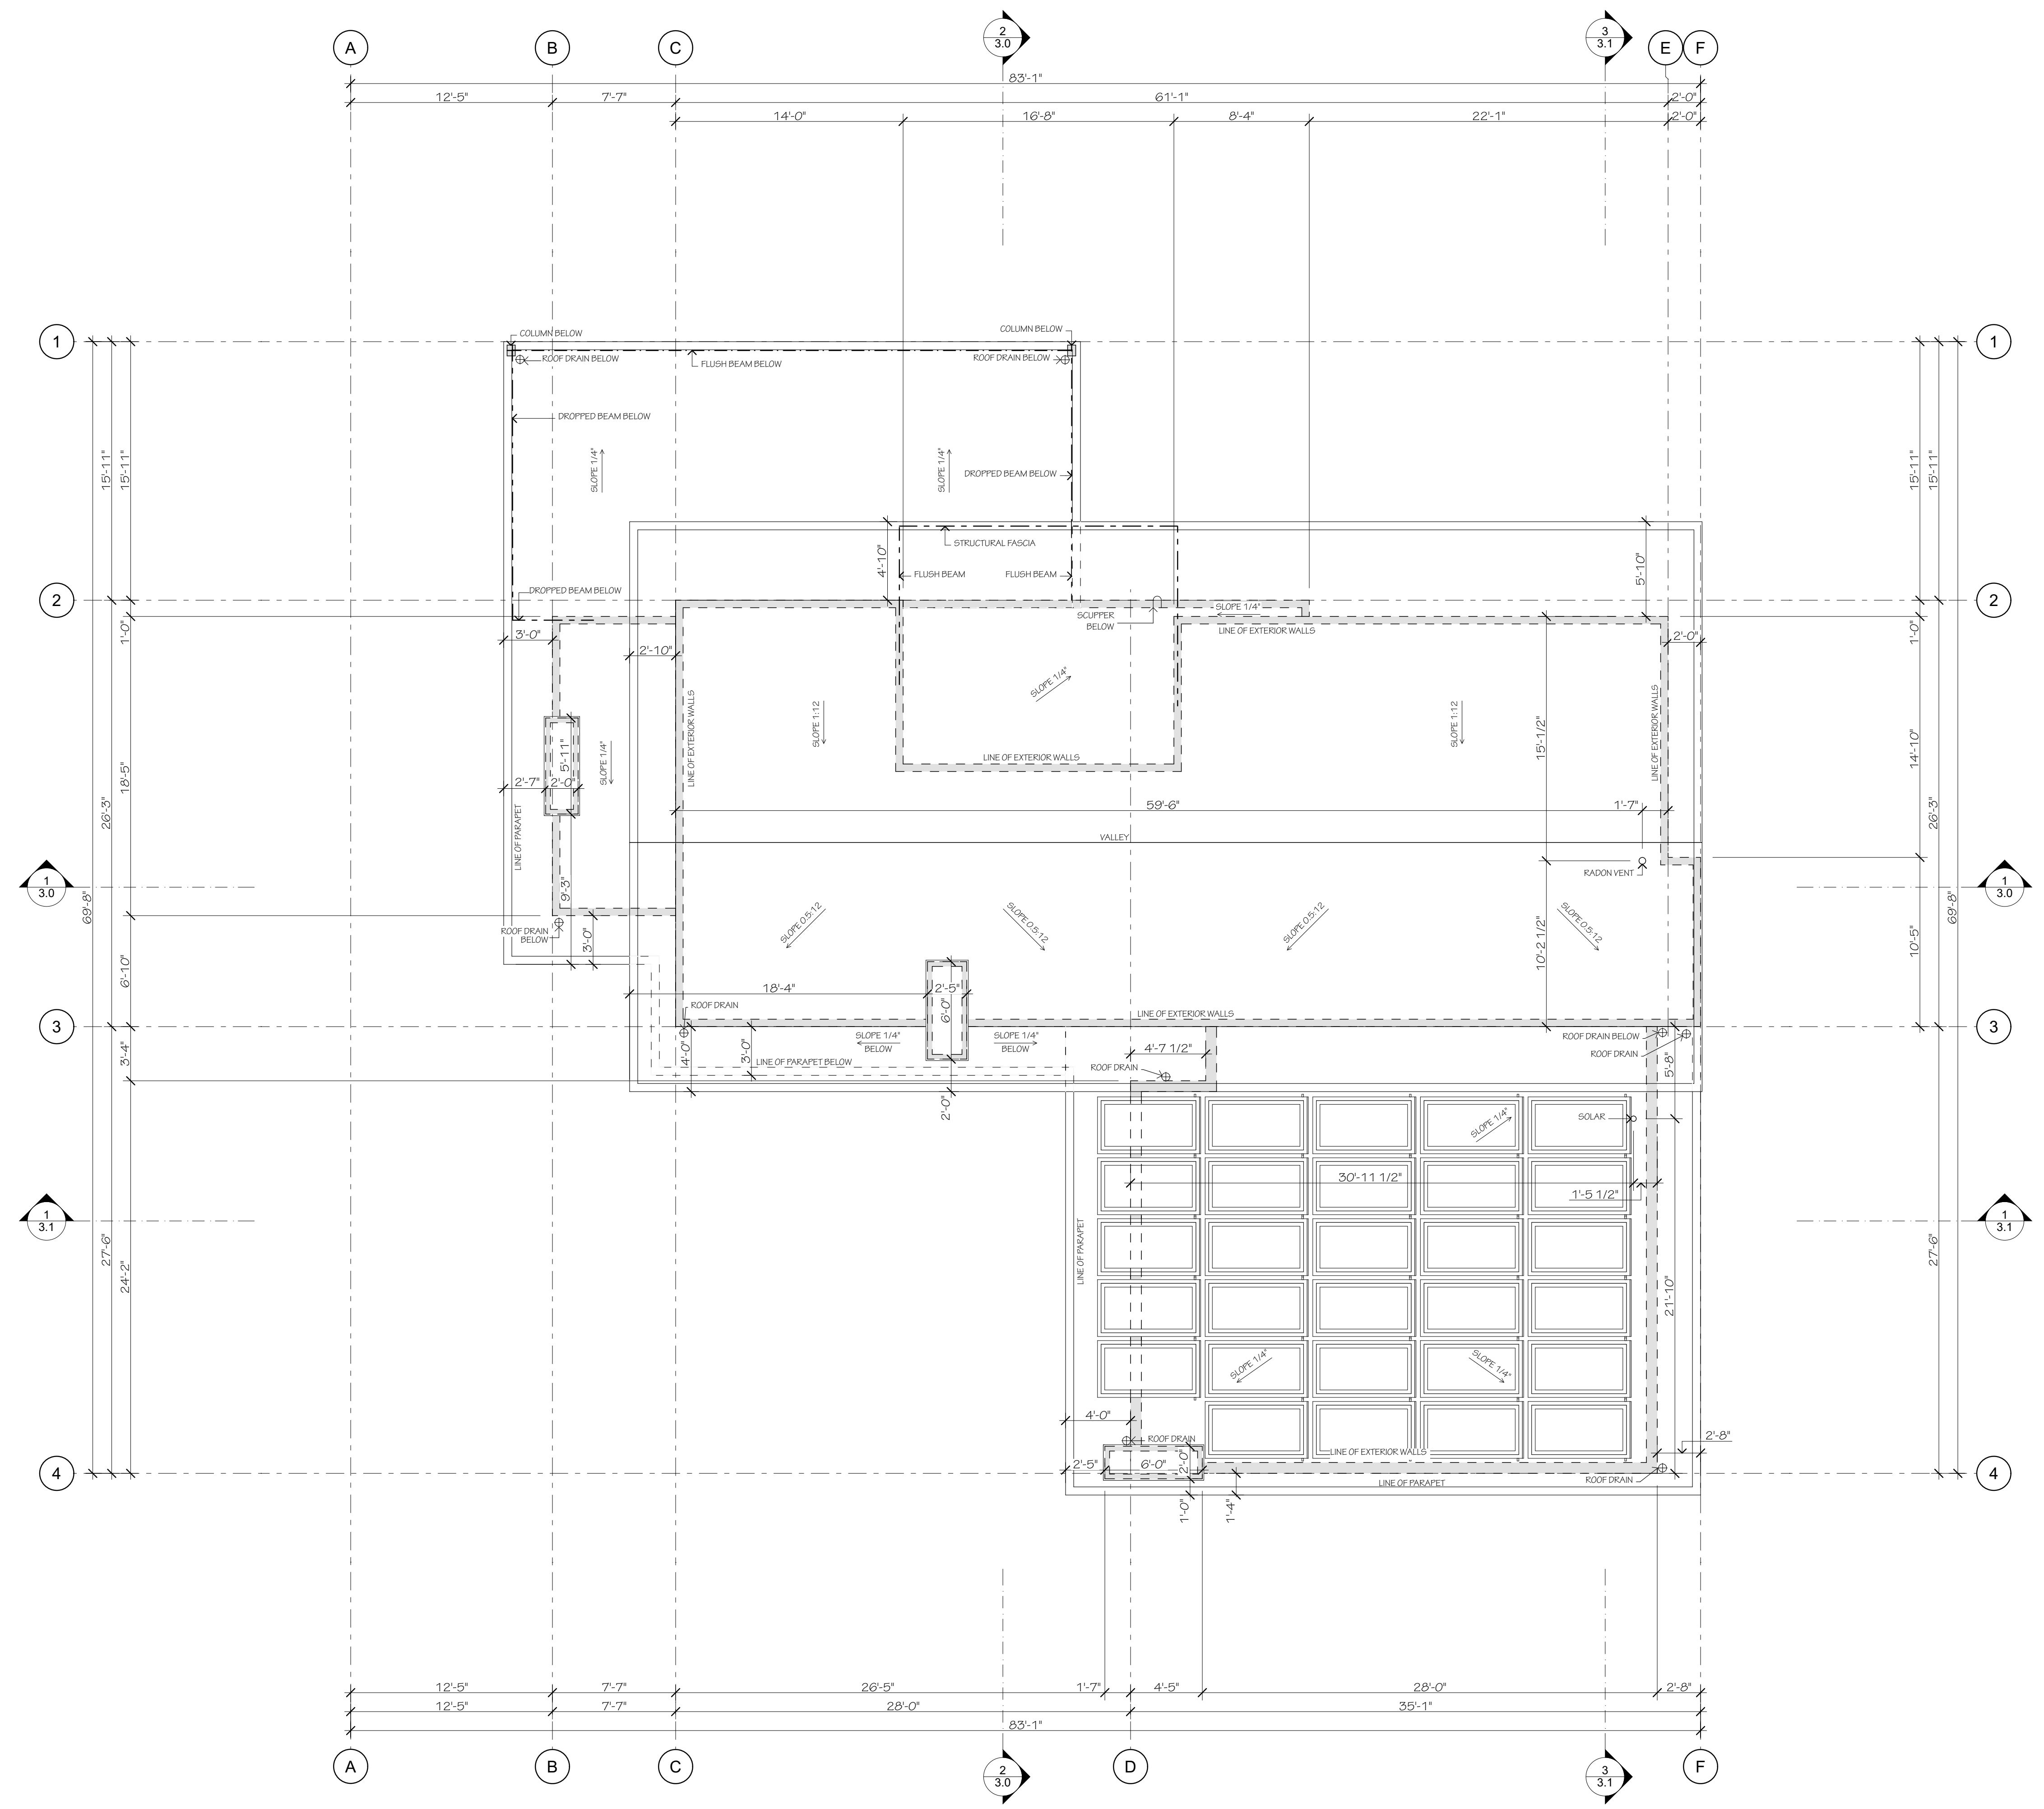 A B C 2 3.0 3 3.1 E F
83'-1"
12'-5" 7'-7" 61'-1" 2'-0"
14'-0" 16'-8" 8'-4" 22'-1" 2'-0"
1 COLUMN BELOW COLUMN BELOW 1
ROOF DRAIN BELOW ROOF DRAIN BELOW
FLUSH BEAM BELOW
DROPPED BEAM BELOW
15'-11" 15'-11" SLOPE 1/4" SLOPE 1/4" DROPPED BEAM BELOW 15'-11" 15'-11"
STRUCTURAL FASCIA
4'-10" 5'-10"
FLUSH BEAM FLUSH BEAM
DROPPED BEAM BELOW
2 2
SLOPE 1/4"
SCUPPER
BELOW
LINE OF EXTERIOR WALLS
1'-0" 3'-0" 2'-0" 1'-0"
2'-10"
SLOPE 1/4"
LINE OF EXTERIOR WALLS SLOPE 1:12 SLOPE 1:12 15'-1/2" LINE OF EXTERIOR WALLS
5'-11" SLOPE 1/4" LINE OF EXTERIOR WALLS 14'-10"
18'-5" 2'-7" 2'-0"
26'-3" 59'-6" 1'-7" 26'-3"
LINE OF PARAPET VALLEY
RADON VENT
1 3.0 1 3.0
69'-8" 9'-3" 69'-8"
SLOPE 0.5:12 SLOPE 0.5:12 SLOPE 0.5:12 SLOPE 0.5:12
ROOF DRAIN
BELOW
3'-0" 10'-2 1/2" 10'-5"
6'-10"
18'-4" 2'-5"
6'-0"
ROOF DRAIN
LINE OF EXTERIOR WALLS
3 3
SLOPE 1/4" SLOPE 1/4" ROOF DRAIN BELOW
BELOW BELOW
3'-4" 4'-0" 3'-0" 4'-7 1/2" ROOF DRAIN
LINE OF PARAPET BELOW ROOF DRAIN 5'-8"
2'-0"
SLOPE 1/4" SOLAR
30'-11 1/2"
1'-5 1/2"
1 3.1 1 3.1
27'-6" 24'-2" LINE OF PARAPET 27'-6"
21'-10"
SLOPE 1/4" SLOPE 1/4"
4'-0"
ROOF DRAIN 2'-8"
LINE OF EXTERIOR WALLS
2'-5" 6'-0" 2'-0"
4 4
ROOF DRAIN
LINE OF PARAPET
1'-0" 1'-4"
12'-5" 7'-7" 26'-5" 1'-7" 4'-5" 28'-0" 2'-8"
12'-5" 7'-7" 28'-0" 35'-1"
83'-1"
A B C 2 3.0 D 3 3.1 F